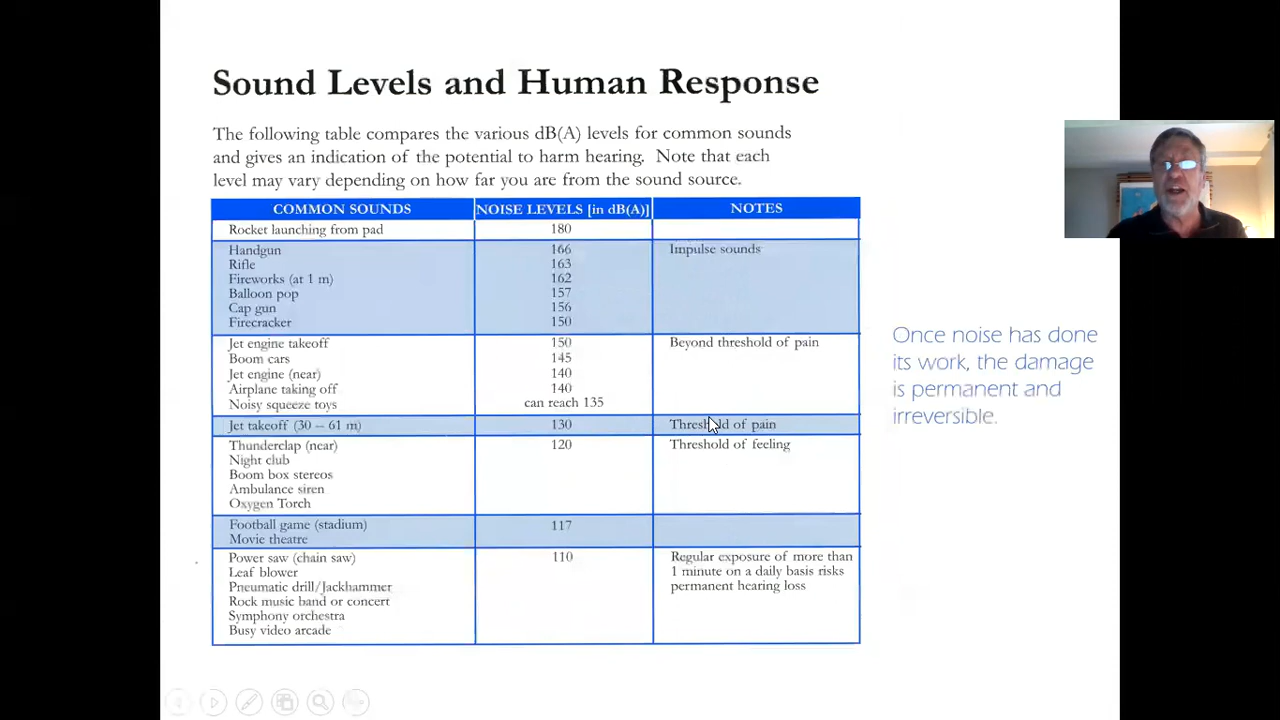 Sound Levels and Human Response
The following table compares the various dB(A) levels for common sounds
and gives an indication of the potential to harm hearing. Note that each
level may vary depending on how far you are from the sound source.
COMMON SOUNDS NOISE LEVELS [in dB(A)] NOTES
Rocket launching from pad 180
Handgun 166 Impulse sounds
Rifle 163
Fireworks (at 1 m) 162
Balloon pop 157
Cap gun 156
Firecracker 150
Jet engine takeoff 150 Beyond threshold of pain
Boom cars 145
Jet engine (near) 140
Airplane taking off 140
Noisy squeeze toys can reach 135
Jet takeoff (30 – 61 m) 130 Threshold of pain
Thunderclap (near) 120 Threshold of feeling
Night club
Boom box stereos
Ambulance siren
Oxygen Torch
Football game (stadium) 117
Movie theatre
Power saw (chain saw) 110 Regular exposure of more than
Leaf blower 1 minute on a daily basis risks
Pneumatic drill/Jackhammer permanent hearing loss
Rock music band or concert
Symphony orchestra
Busy video arcade
Once noise has done
its work, the damage
is permanent and
irreversible.